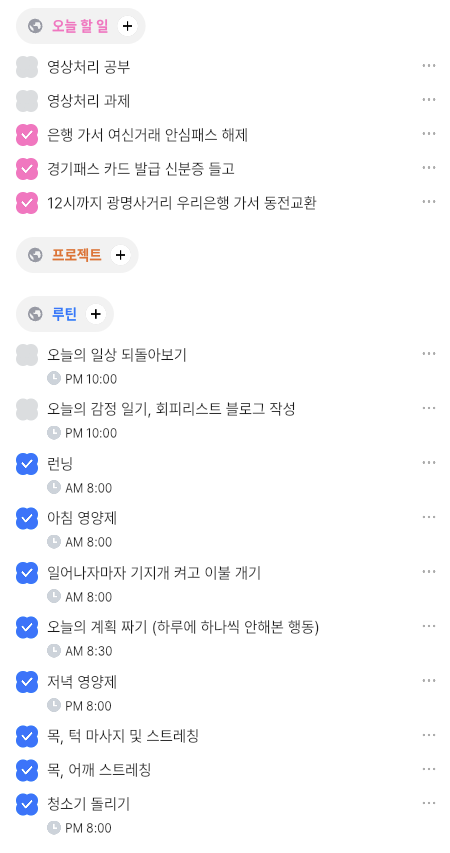 오늘 할 일 +
영상처리 공부
영상처리 과제
은행 가서 여신거래 안심패스 해제
경기패스 카드 발급 신분증 들고
12시까지 광명사거리 우리은행 가서 동전교환
프로젝트 +
루틴 +
오늘의 일상 되돌아보기
PM 10:00
오늘의 감정 일기, 회피리스트 블로그 작성
PM 10:00
런닝
AM 8:00
아침 영양제
AM 8:00
일어나자마자 기지개 켜고 이불 개기
AM 8:00
오늘의 계획 짜기 (하루에 하나씩 안해본 행동)
AM 8:30
저녁 영양제
PM 8:00
목, 턱 마사지 및 스트레칭
목, 어깨 스트레칭
청소기 돌리기
PM 8:00